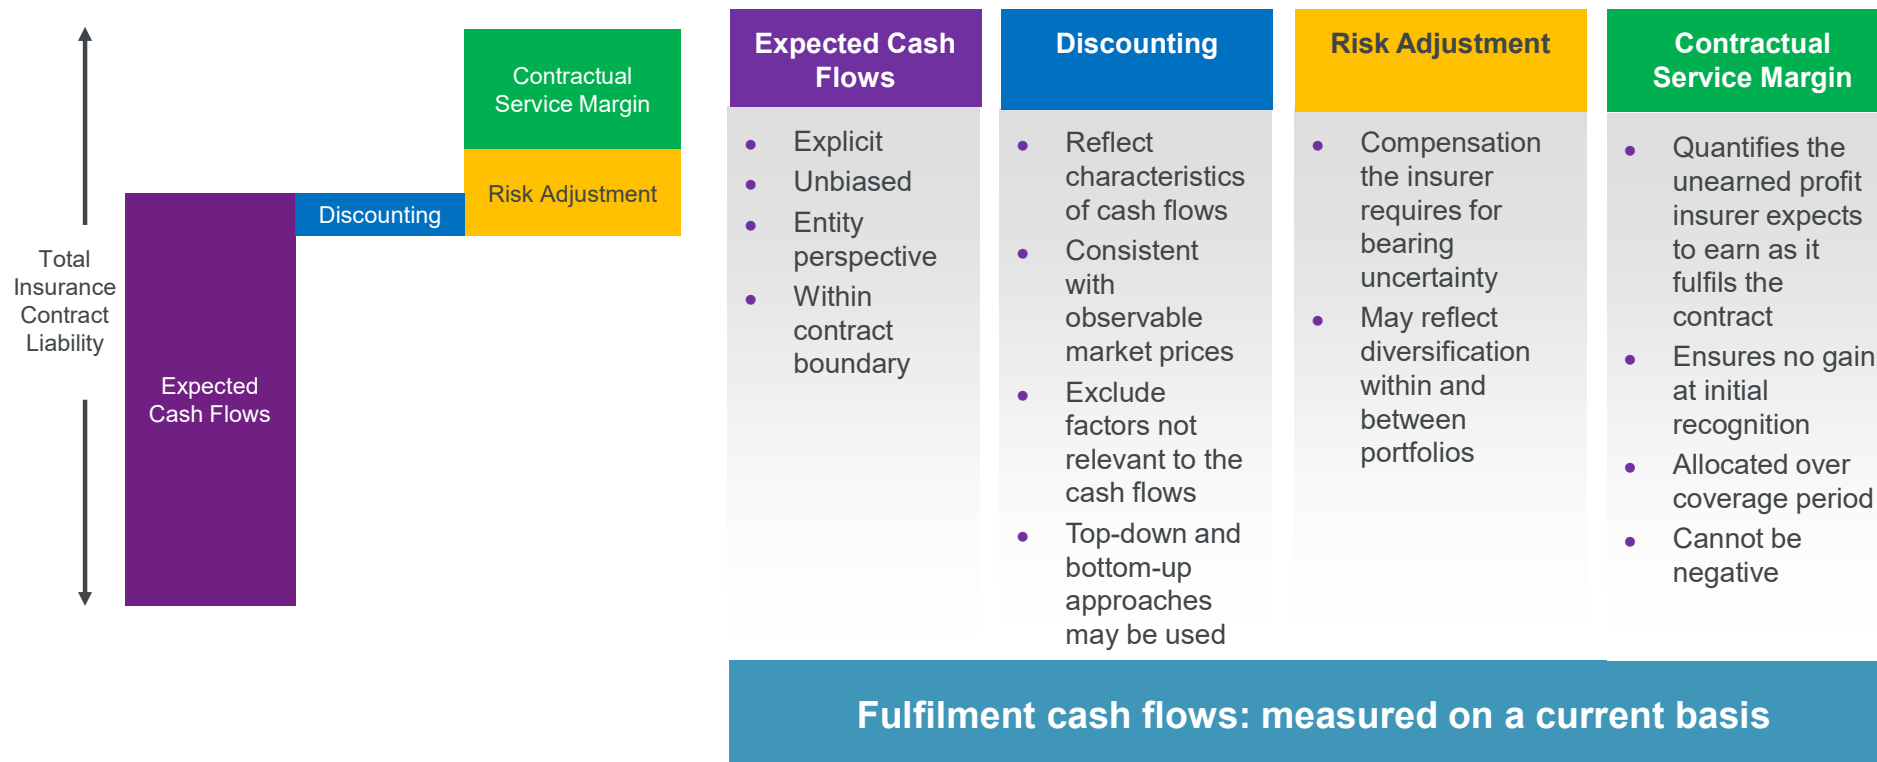 Total
Insurance
Contract
Liability
Expected
Cash Flows
Discounting
Contractual
Service Margin
Risk Adjustment
Expected Cash
Flows
Explicit
Unbiased
Entity
perspective
Within
contract
boundary
Discounting
Reflect
characteristics
of cash flows
Consistent
with
observable
market prices
Exclude
factors not
relevant to the
cash flows
Top-down and
bottom-up
approaches
may be used
Risk Adjustment
Compensation
the insurer
requires for
bearing
uncertainty
May reflect
diversification
within and
between
portfolios
Contractual
Service Margin
Quantifies the
unearned profit
insurer expects
to earn as it
fulfils the
contract
Ensures no gain
at initial
recognition
Allocated over
coverage period
Cannot be
negative
Fulfilment cash flows: measured on a current basis